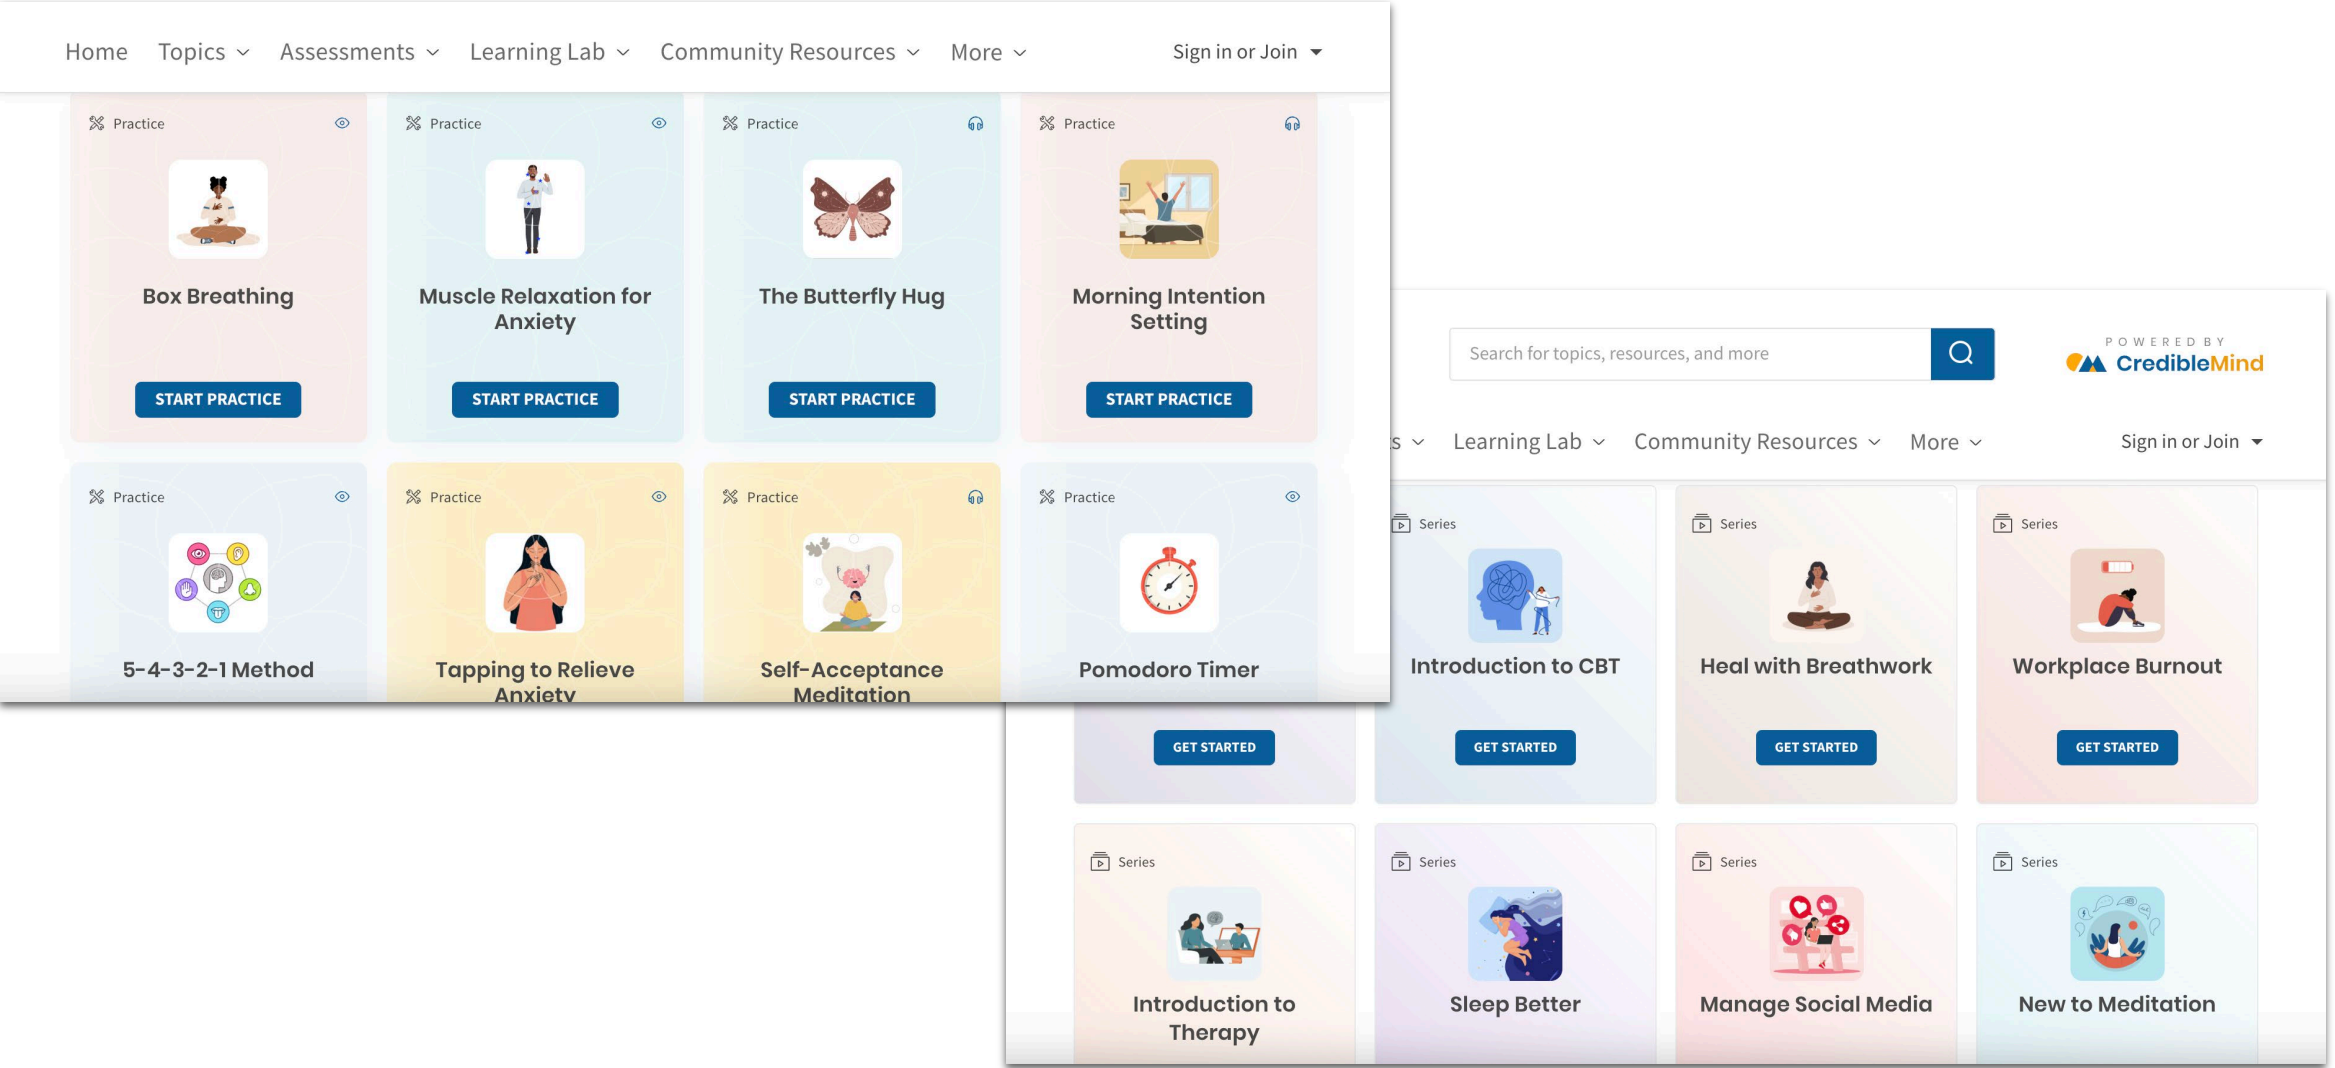 Home Topics Assessments Learning Lab Community Resources More Sign in or Join
Practice Practice Practice Practice
Box Breathing
Muscle Relaxation for
Anxiety
The Butterfly Hug
Morning Intention
Setting
START PRACTICE START PRACTICE START PRACTICE START PRACTICE
Practice Practice Practice Practice
5-4-3-2-1 Method
Tapping to Relieve
Anxiety
Self-Acceptance
Meditation
Pomodoro Timer
Search for topics, resources, and more
POWERED BY
CredibleMind
s Learning Lab Community Resources More Sign in or Join
Series Series Series
Introduction to CBT
Heal with Breathwork
Workplace Burnout
GET STARTED GET STARTED GET STARTED GET STARTED
Series Series Series Series
Introduction to
Therapy
Sleep Better
Manage Social Media
New to Meditation